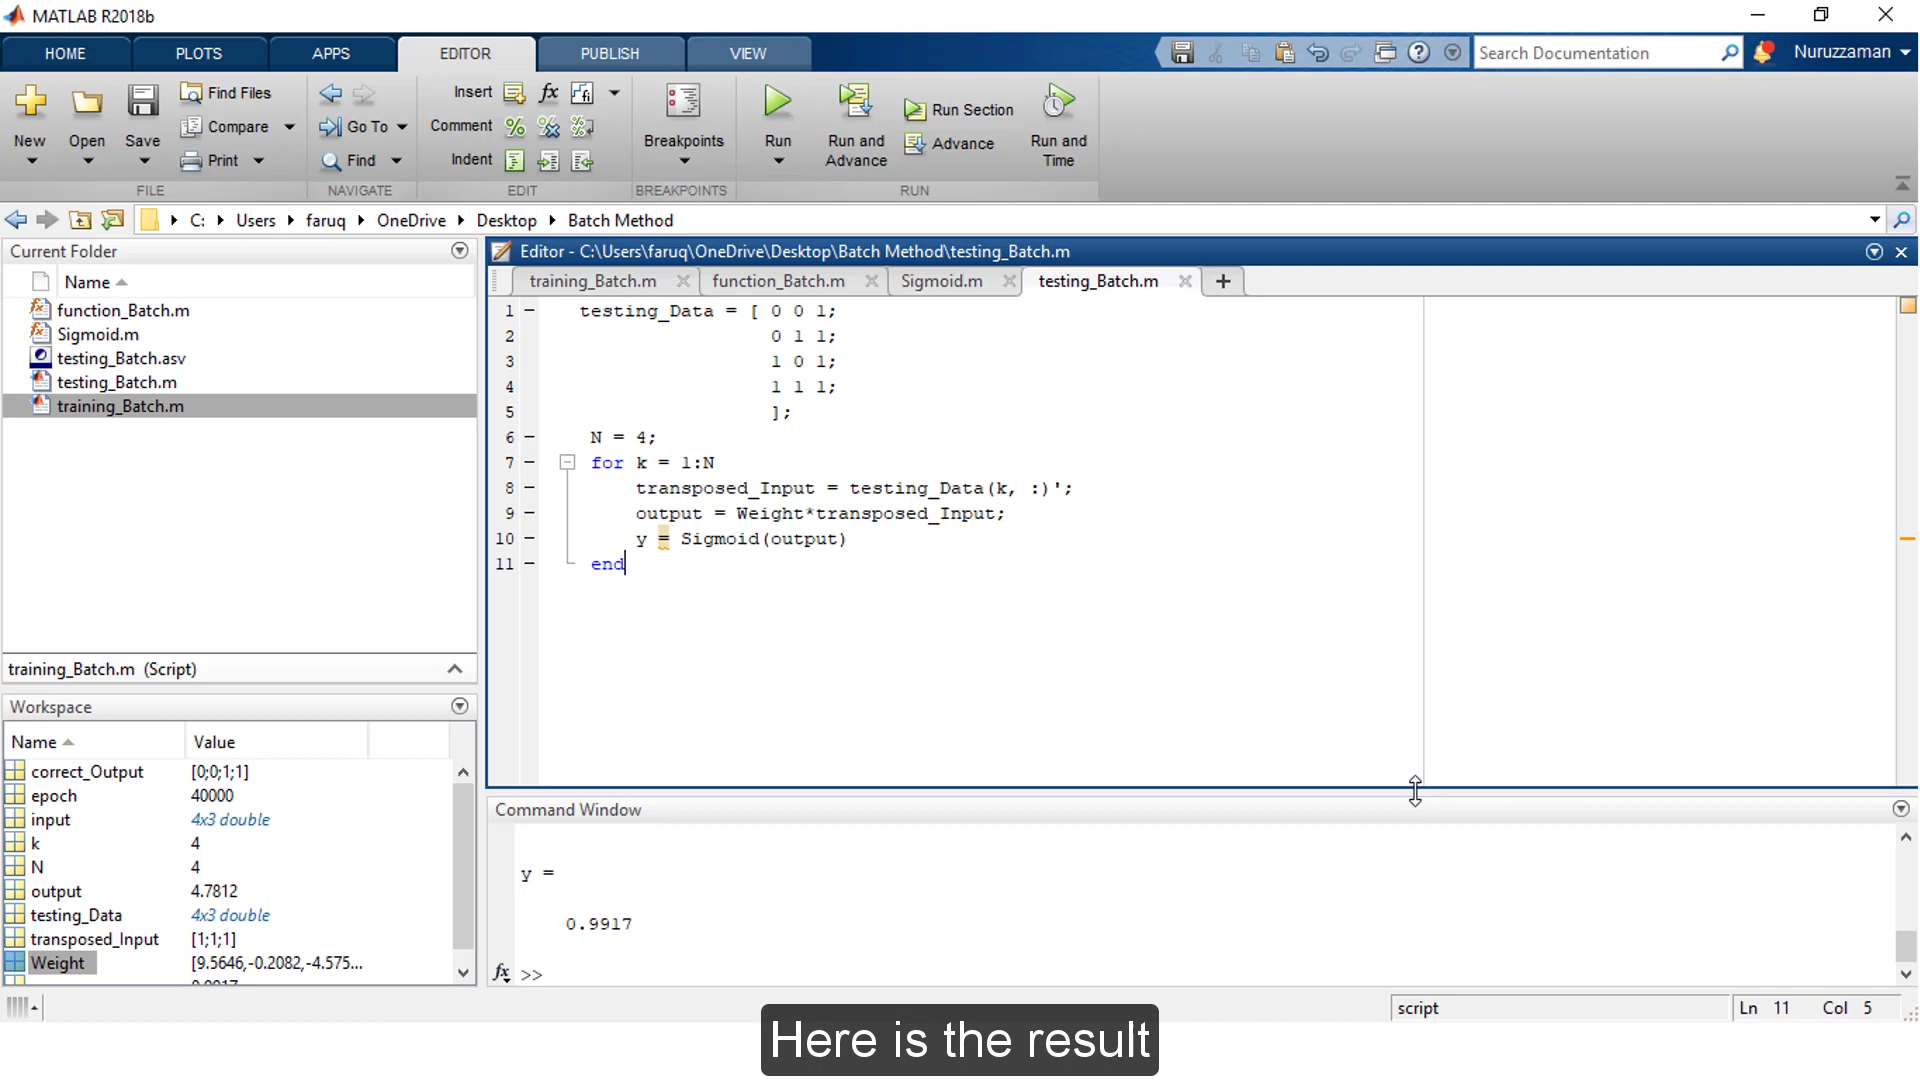 MATLAB R2018b
HOME PLOTS APPS EDITOR PUBLISH VIEW
Search Documentation
Nuruzzaman
New
Open
Save
Find Files
Compare
Print
FILE
Go To
Find
NAVIGATE
Insert
Comment
Indent
EDIT
Breakpoints
BREAKPOINTS
Run
Run and Advance
Run Section
Advance
Run and Time
RUN
C: Users faruq OneDrive Desktop Batch Method
Current Folder
Name
function_Batch.m
Sigmoid.m
testing_Batch.asv
testing_Batch.m
training_Batch.m
training_Batch.m (Script)
Workspace
Name Value
correct_Output [0;0;1;1]
epoch 40000
input 4x3 double
k 4
N 4
output 4.7812
testing_Data 4x3 double
transposed_Input [1;1;1]
Weight [9.5646,-0.2082,-4.575...
Editor - C:\Users\faruq\OneDrive\Desktop\Batch Method\testing_Batch.m
training_Batch.m function_Batch.m Sigmoid.m testing_Batch.m
1 testing_Data = [ 0 0 1;
2 0 1 1;
3 1 0 1;
4 1 1 1;
5 ];
6 N = 4;
7 for k = 1:N
8 transposed_Input = testing_Data(k, :)';
9 output = Weight*transposed_Input;
10 y = Sigmoid(output)
11 end
Command Window
y =
0.9917
fx >>
script Ln 11 Col 5
Here is the result